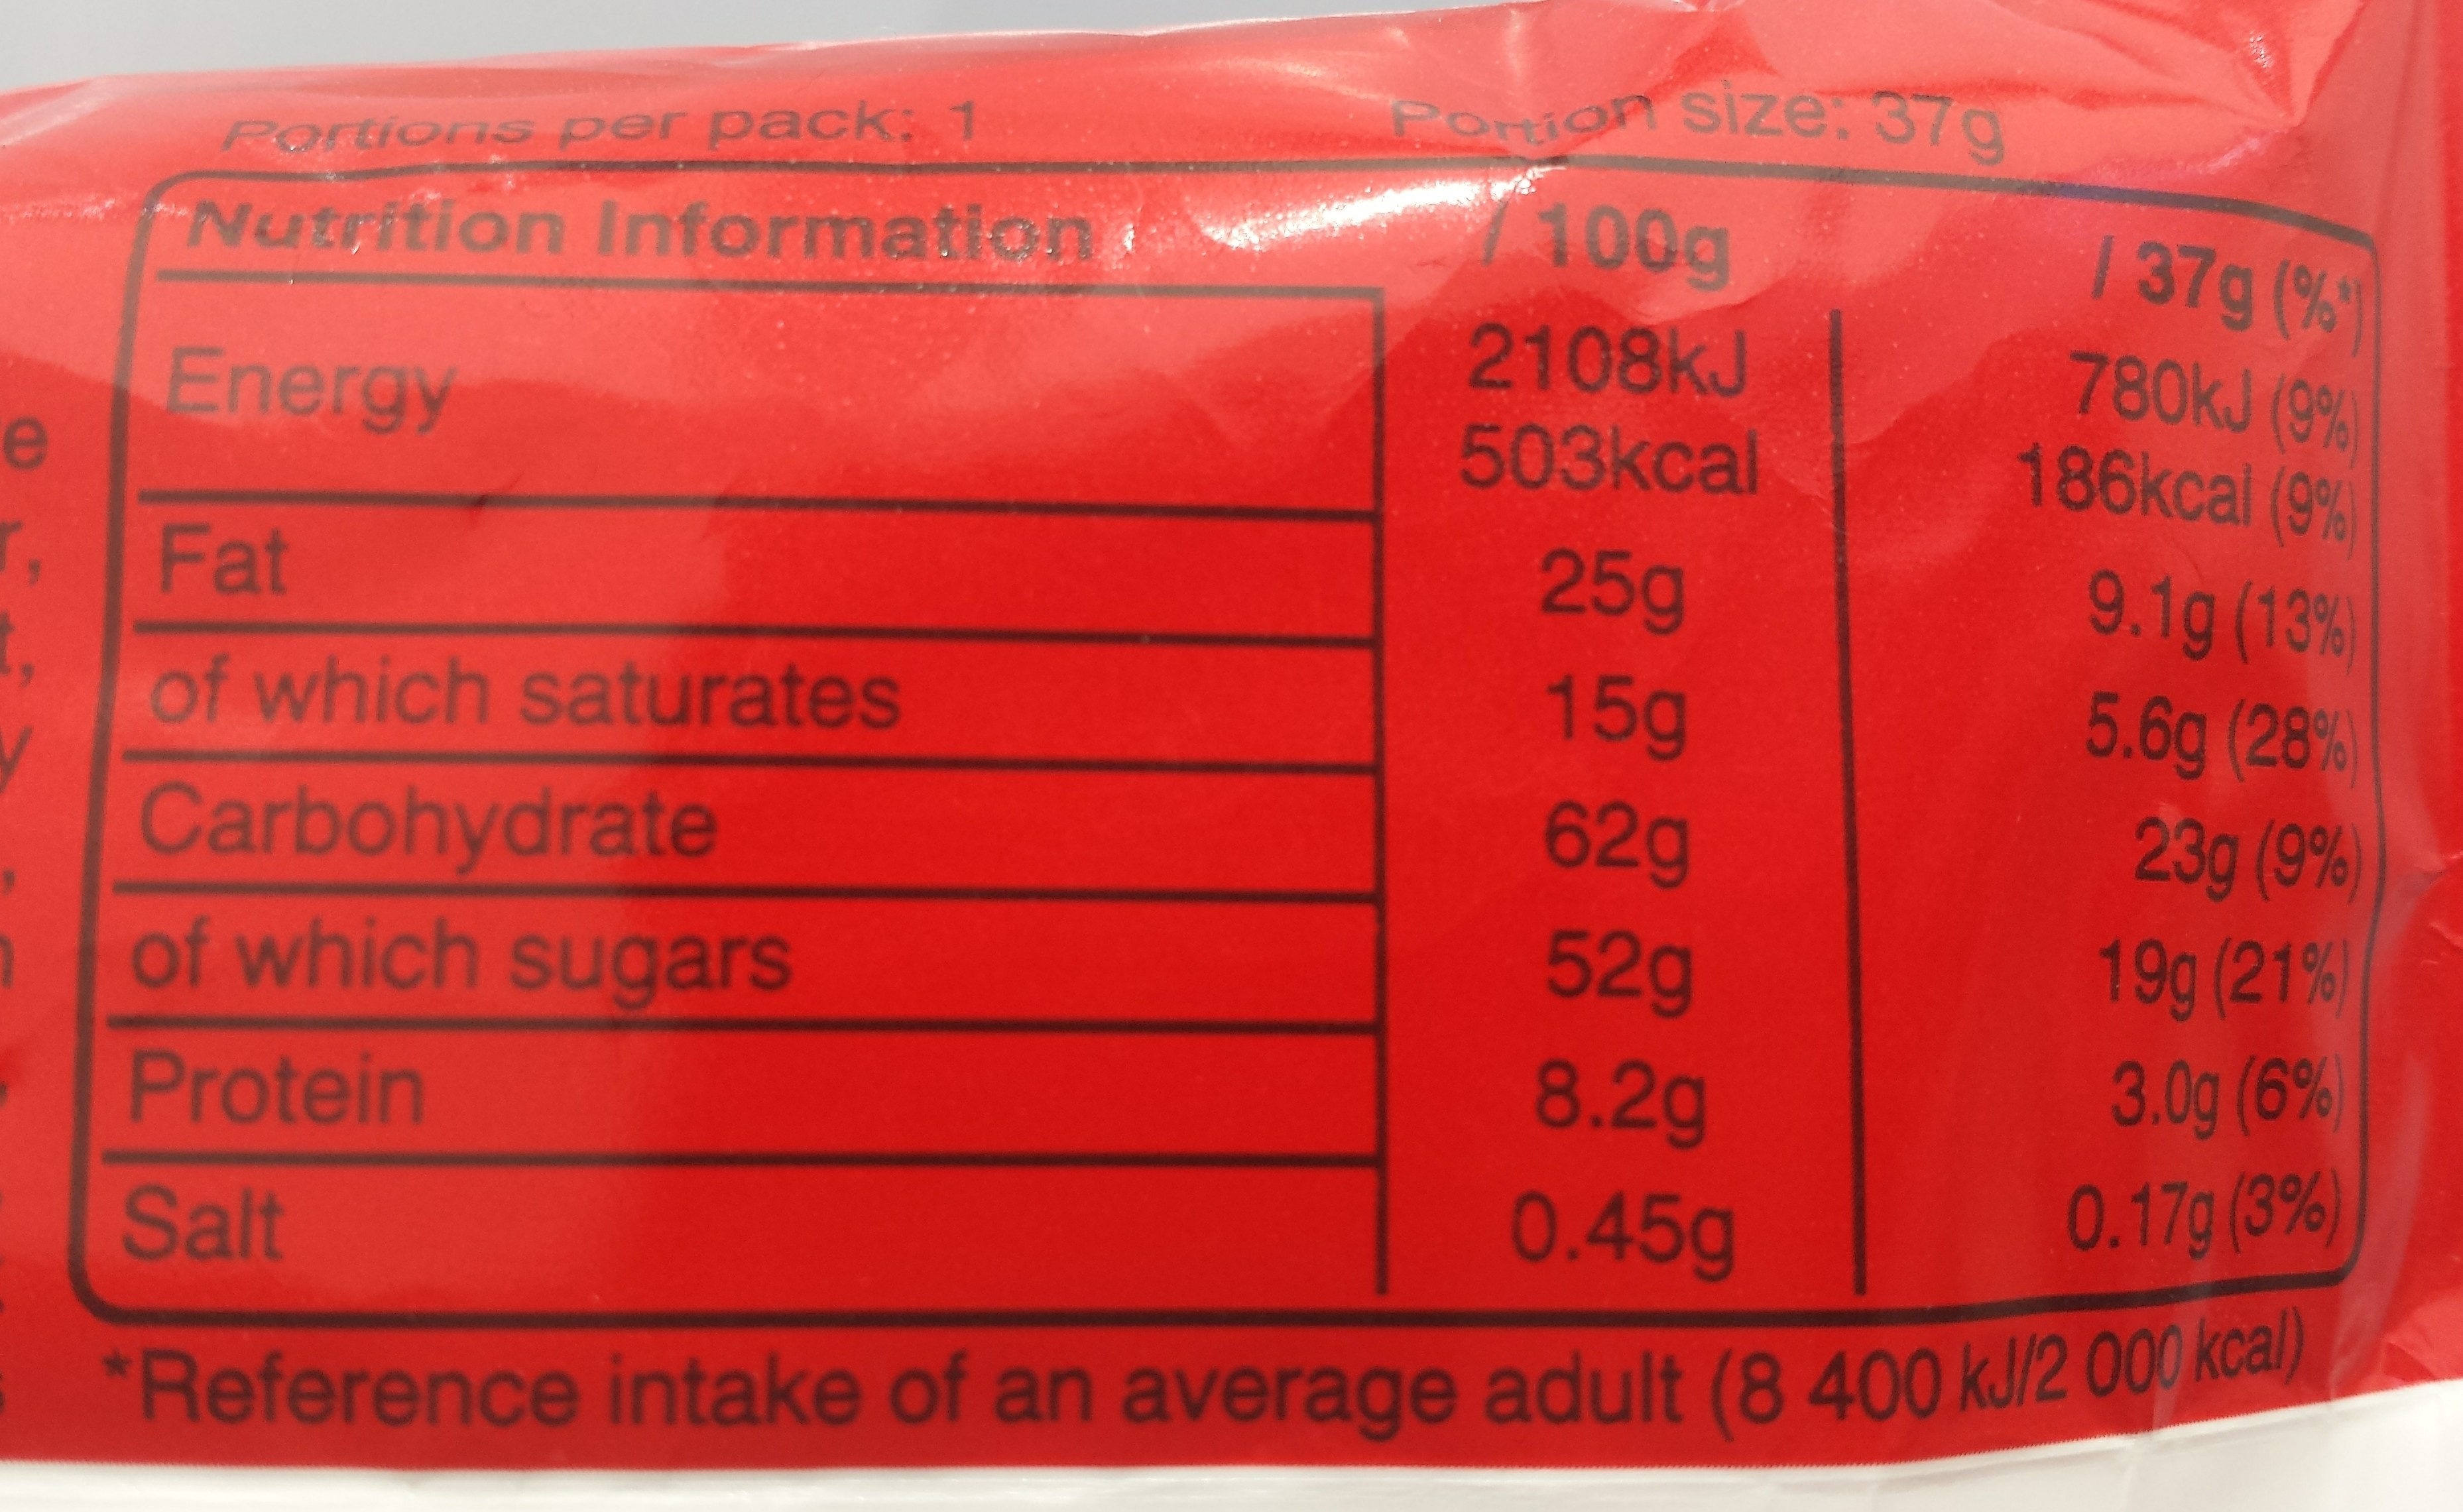 Portions per pack: 1 Portion size: 37g
Nutrition Information / 100g / 37g (%*)
Energy 2108kJ 780kJ (9%)
503kcal 186kcal (9%)
Fat 25g 9.1g (13%)
of which saturates 15g 5.6g (28%)
Carbohydrate 62g 23g (9%)
of which sugars 52g 19g (21%)
Protein 8.2g 3.0g (6%)
Salt 0.45g 0.17g (3%)
*Reference intake of an average adult (8 400 kJ/2 000 kcal)